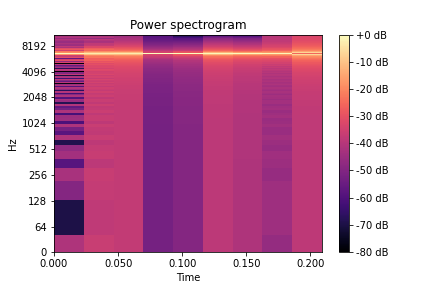 Power spectrogram
8192
4096
2048
1024
512
256
128
64
0
Hz
0.000 0.050 0.100 0.150 0.200
Time
+0 dB
-10 dB
-20 dB
-30 dB
-40 dB
-50 dB
-60 dB
-70 dB
-80 dB